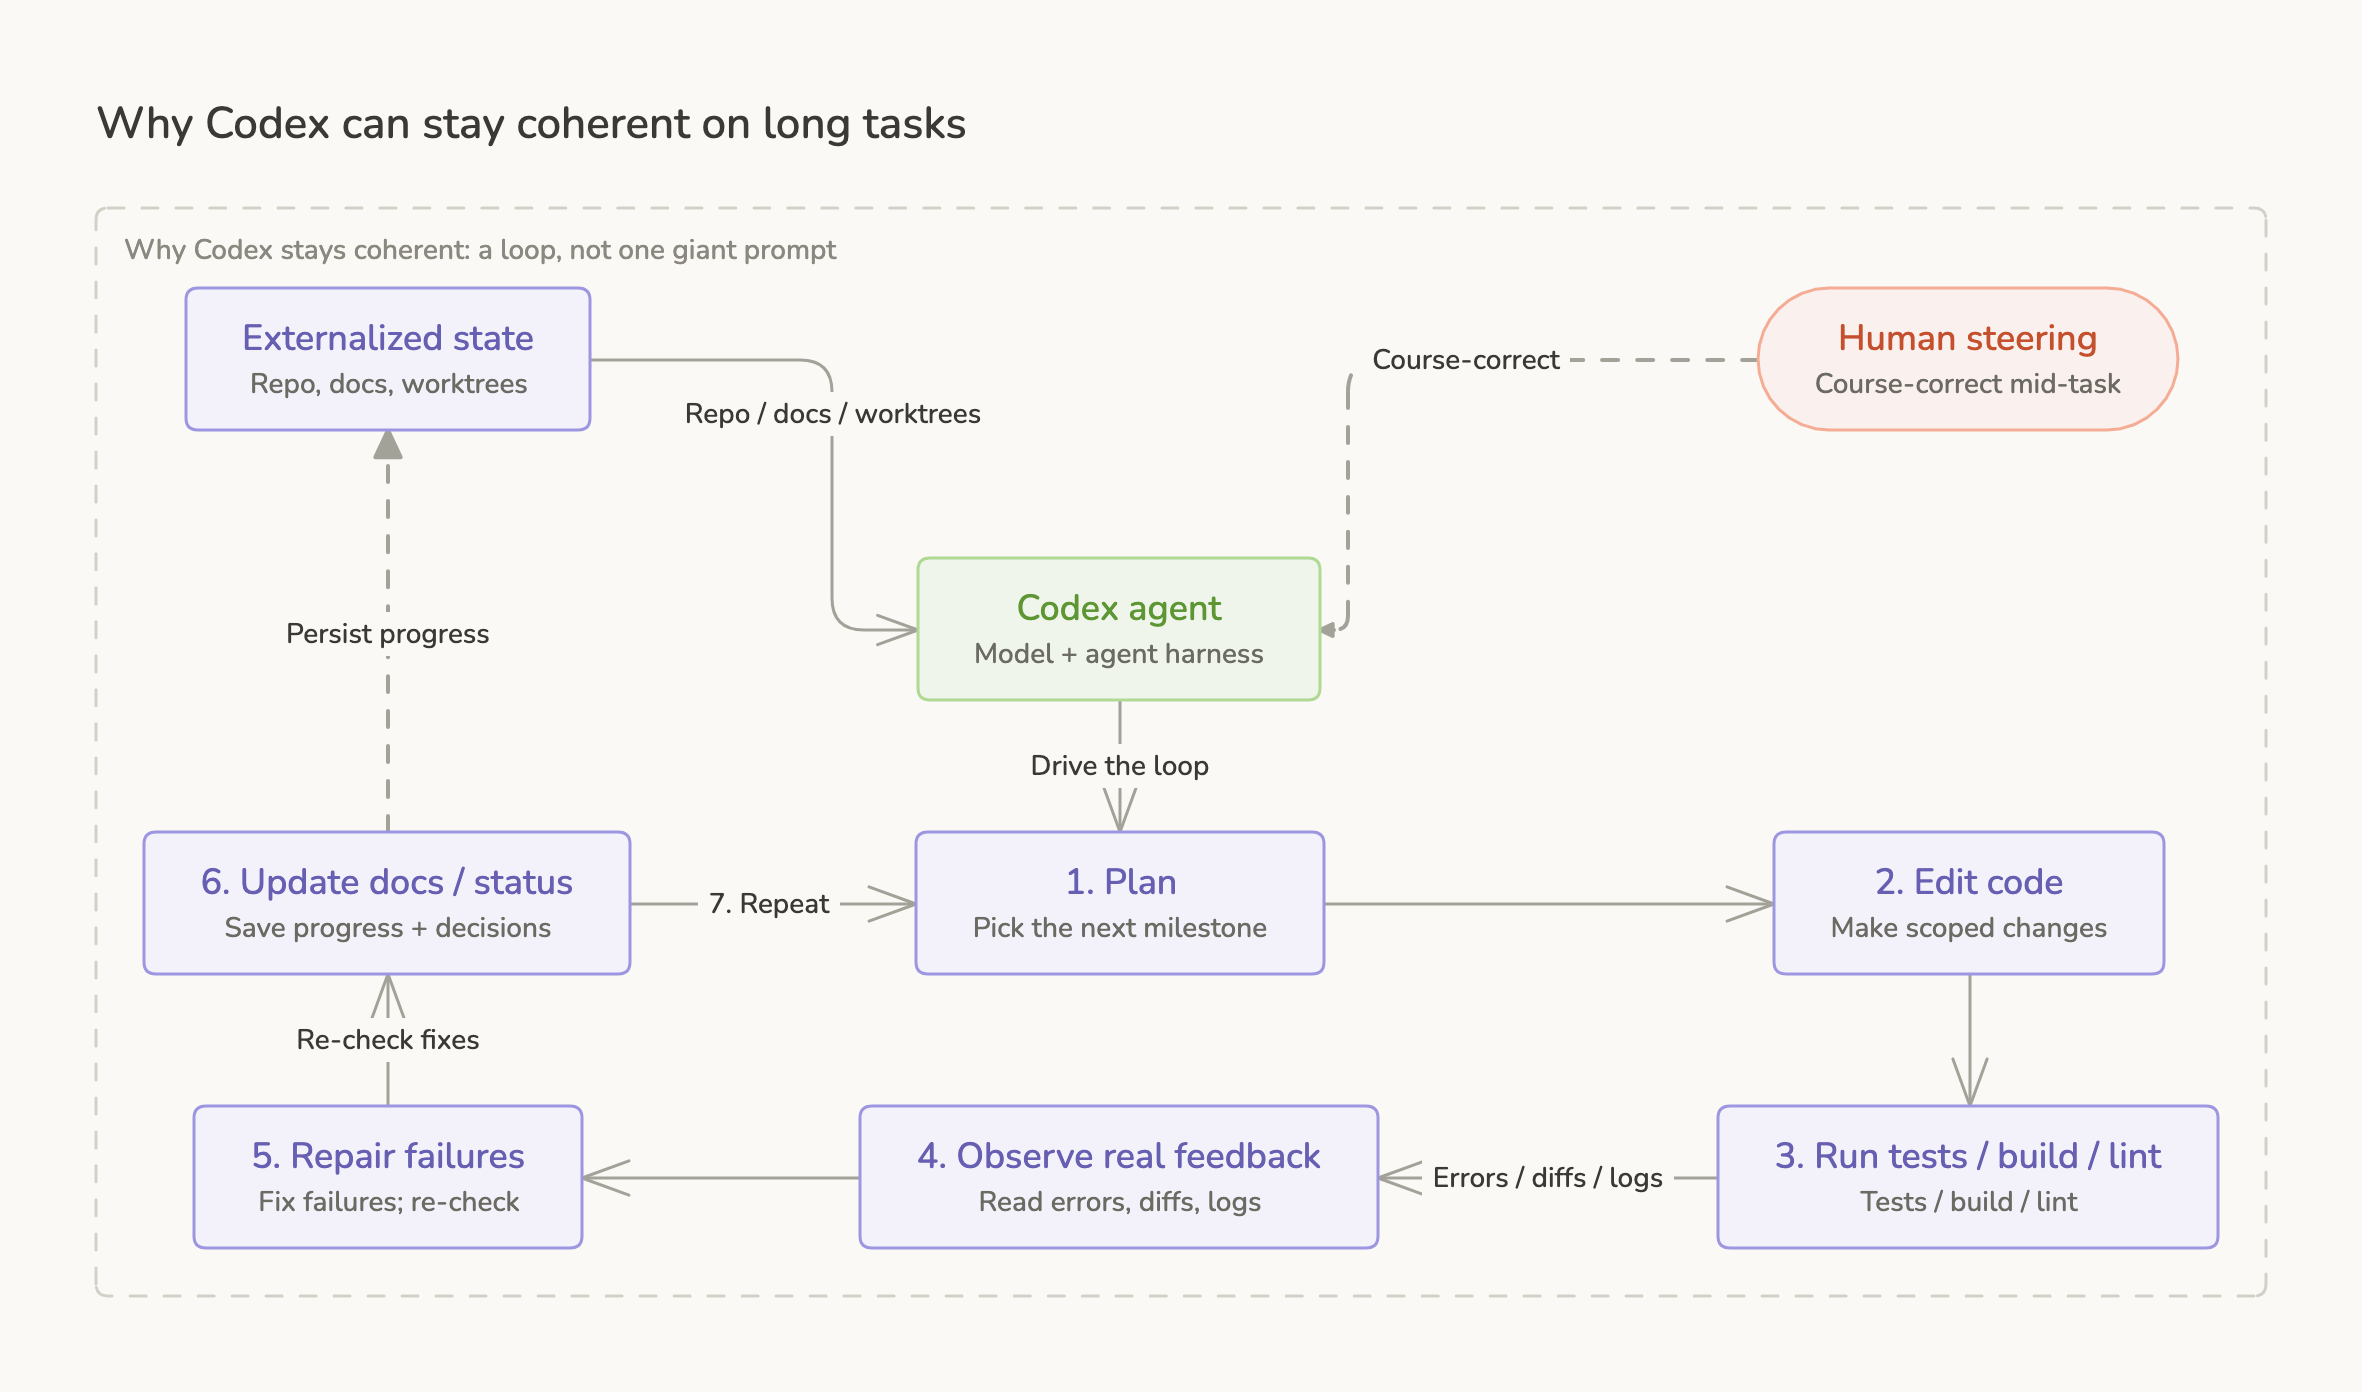 Why Codex can stay coherent on long tasks
Why Codex stays coherent: a loop, not one giant prompt
Externalized state
Repo, docs, worktrees
Human steering
Course-correct mid-task
Course-correct
Repo / docs / worktrees
Codex agent
Model + agent harness
Persist progress
Drive the loop
6. Update docs / status
Save progress + decisions
7. Repeat
1. Plan
Pick the next milestone
2. Edit code
Make scoped changes
Re-check fixes
5. Repair failures
Fix failures; re-check
4. Observe real feedback
Read errors, diffs, logs
Errors / diffs / logs
3. Run tests / build / lint
Tests / build / lint